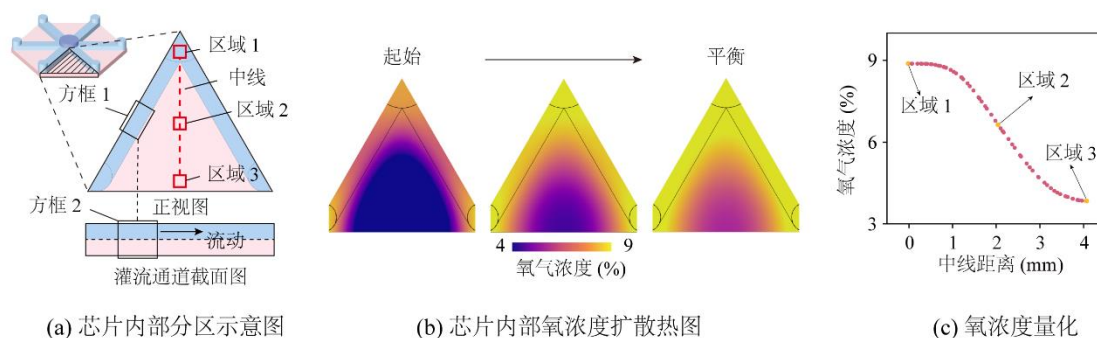 区域 1
中线
方框 1
区域 2
区域 3
正视图
方框 2
流动
灌流通道截面图
(a) 芯片内部分区示意图
起始
平衡
4
9
氧气浓度 (%)
(b) 芯片内部氧浓度扩散热图
氧气浓度 (%)
9
6
3
区域 1
区域 2
区域 3
0 1 2 3 4
中线距离 (mm)
(c) 氧浓度量化